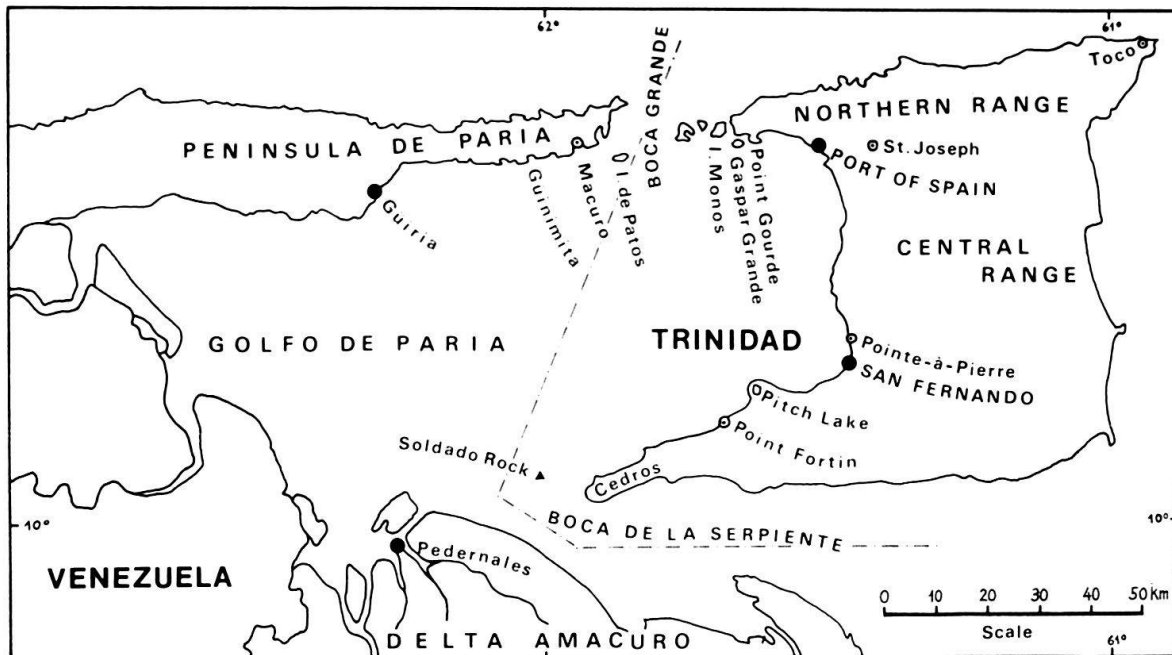 62°
61°
Toco
BOCA GRANDE
NORTHERN RANGE
PENINSULA DE PARIA
St. Joseph
PORT OF SPAIN
Guiria
Guinimita
Macuro
I. de Patos
I. Monos
Gaspar Grande
Point Gourde
CENTRAL
RANGE
GOLFO DE PARIA
TRINIDAD
Pointe-à-Pierre
SAN FERNANDO
Pitch Lake
Point Fortin
Soldado Rock
Cedros
10°
10°
BOCA DE LA SERPIENTE
Pedernales
VENEZUELA
0 10 20 30 40 50 km
Scale
DELTA AMACURO
61°